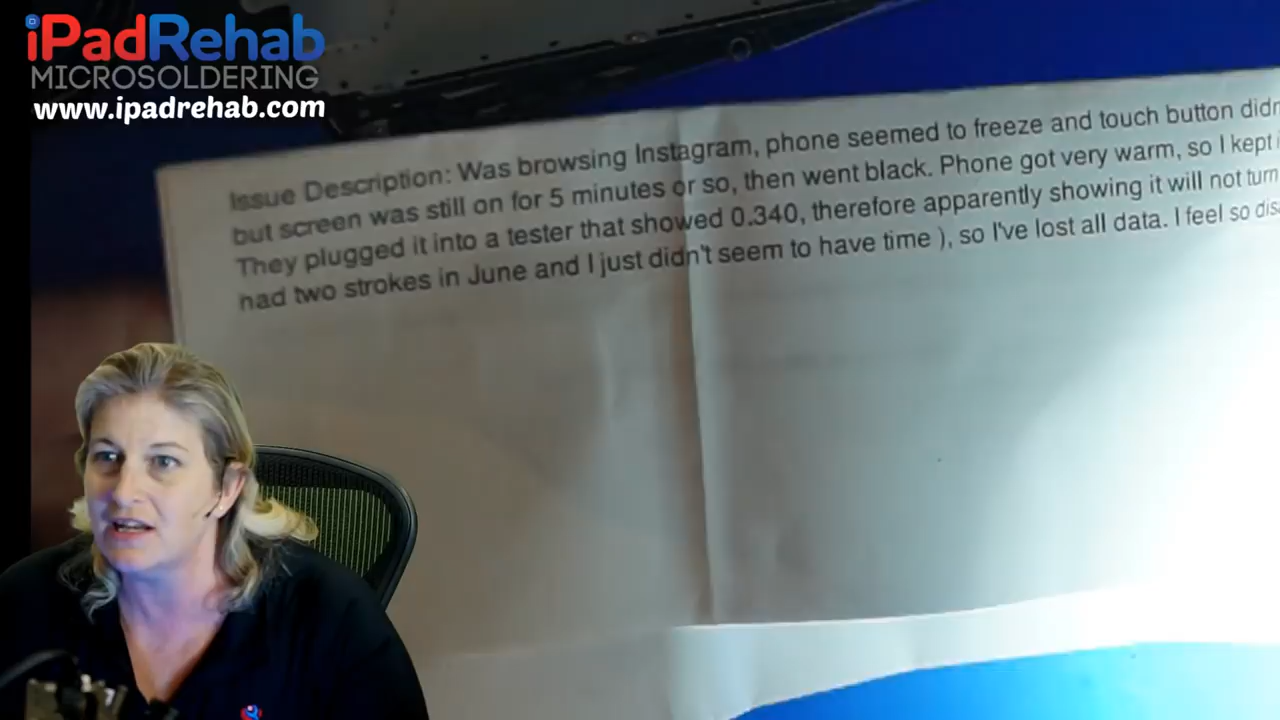 iPadRehab
MICROSOLDERING
www.ipadrehab.com
Issue Description: Was browsing Instagram, phone seemed to freeze and touch button
but screen was still on for 5 minutes or so, then went black. Phone got very warm, so I kept
They plugged it into a tester that showed 0.340, therefore apparently showing it will not turn
had two strokes in June and I just didn't seem to have time ), so I've lost all data. I feel so